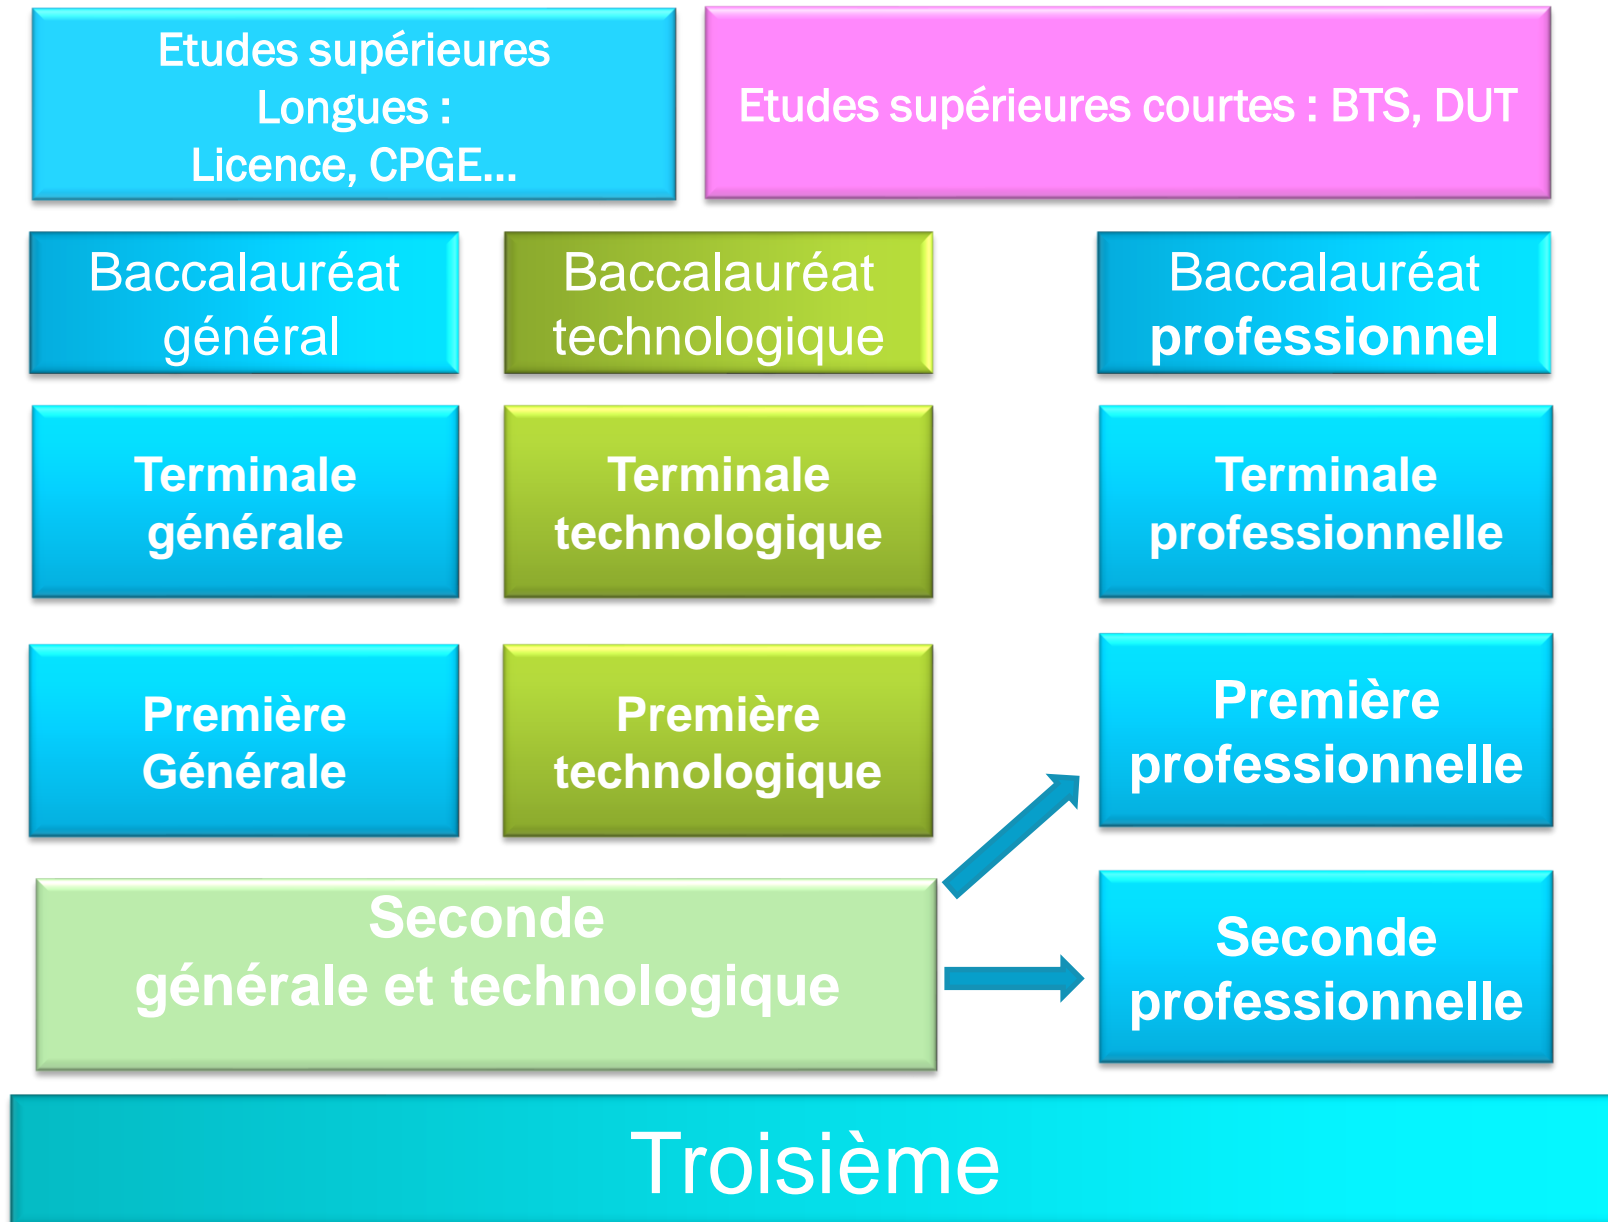 Etudes supérieures
Longues :
Licence, CPGE...
Etudes supérieures courtes : BTS, DUT
Baccalauréat
général
Baccalauréat
technologique
Baccalauréat
professionnel
Terminale
générale
Terminale
technologique
Terminale
professionnelle
Première
Générale
Première
technologique
Première
professionnelle
Seconde
générale et technologique
Seconde
professionnelle
Troisième